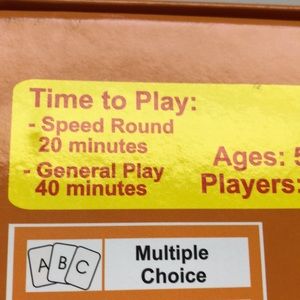 Time to Play:
- Speed Round
20 minutes
- General Play
40 minutes
Ages: 5
Players:
A B C
Multiple
Choice